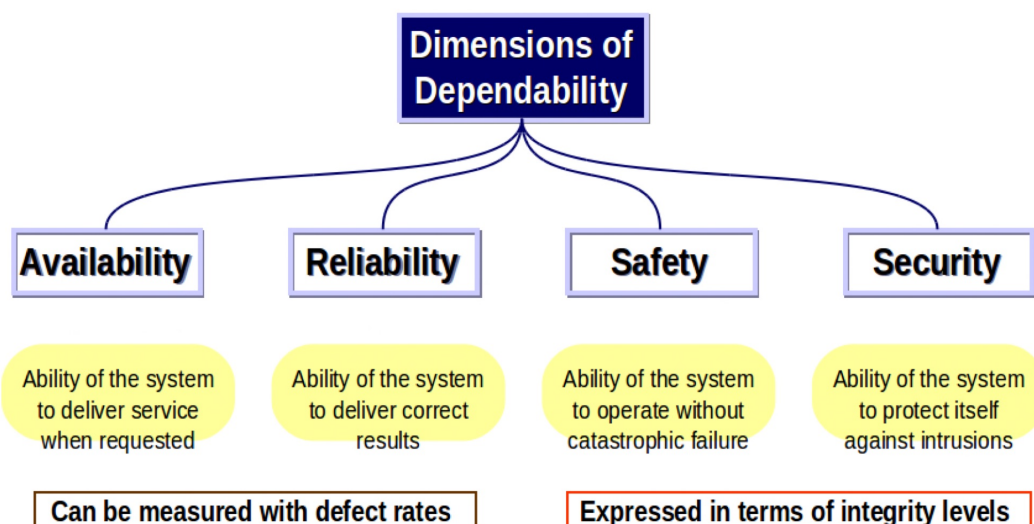 Dimensions of
Dependability
Availability
Reliability
Safety
Security
Ability of the system
to deliver service
when requested
Ability of the system
to deliver correct
results
Ability of the system
to operate without
catastrophic failure
Ability of the system
to protect itself
against intrusions
Can be measured with defect rates
Expressed in terms of integrity levels